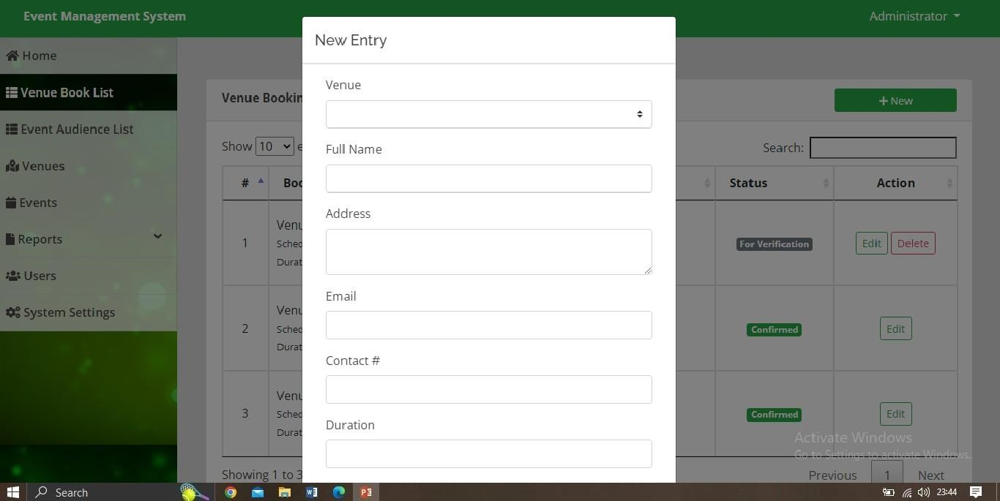 Event Management System
Administrator
Home
Venue Book List
Event Audience List
Venues
Events
Reports
Users
System Settings
New Entry
Venue
Full Name
Address
Email
Contact #
Duration
Venue Bookin
+ New
Show 10 e
Search:
# Boo Status Action
1 Venu
Sched
Durat
For Verification
Edit Delete
2 Venu
Sched
Durat
Confirmed
Edit
3 Venu
Sched
Durat
Confirmed
Edit
Showing 1 to 3
Previous 1 Next
Activate Windows
Go to Settings to activate Windows.
Search
23:44